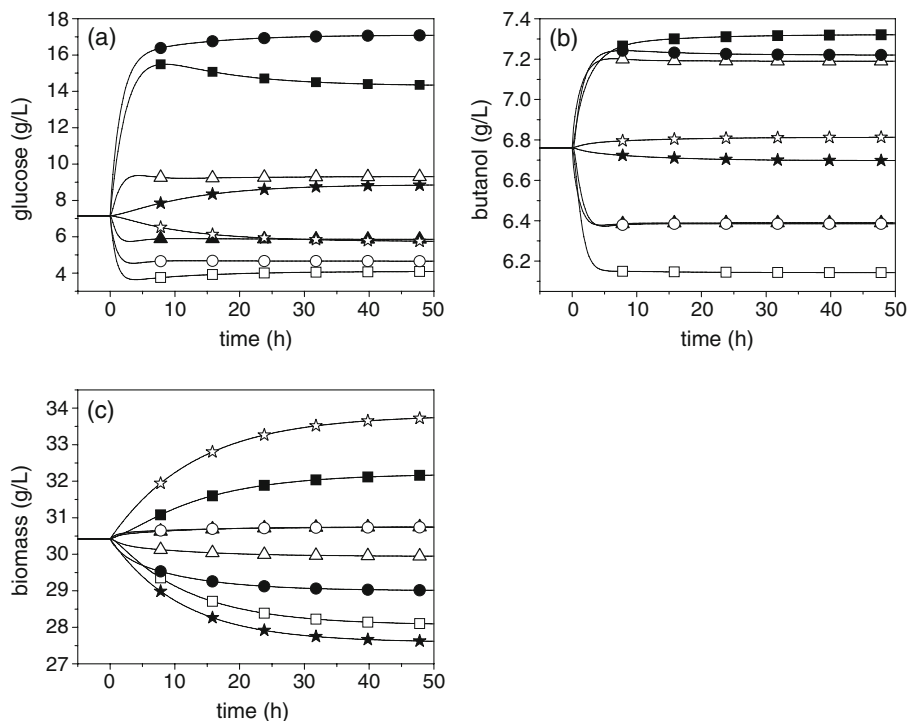 (a)
glucose (g/L)
18
16
14
12
10
8
6
4
0 10 20 30 40 50
time (h)
(b)
butanol (g/L)
7.4
7.2
7.0
6.8
6.6
6.4
6.2
0 10 20 30 40 50
time (h)
(c)
biomass (g/L)
34
33
32
31
30
29
28
27
0 10 20 30 40 50
time (h)